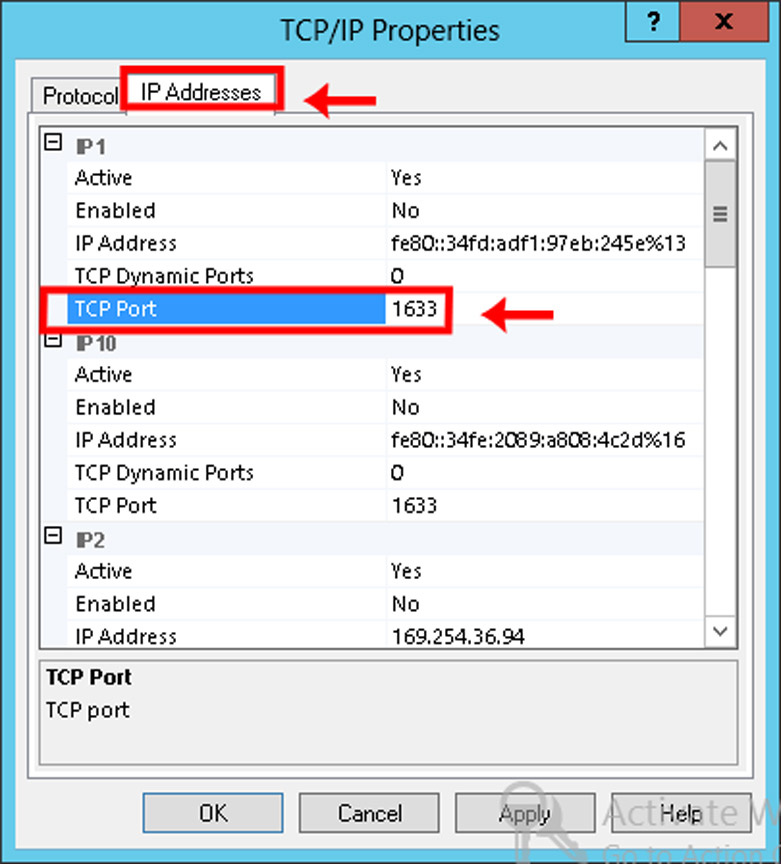 TCP/IP Properties
? x
Protocol IP Addresses
IP1
Active Yes
Enabled No
IP Address fe80::34fd:adf1:97eb:245e%13
TCP Dynamic Ports 0
TCP Port 1633
IP10
Active Yes
Enabled No
IP Address fe80::34fe:2089:a808:4c2d%16
TCP Dynamic Ports 0
TCP Port 1633
IP2
Active Yes
Enabled No
IP Address 169.254.36.94
TCP Port
TCP port
OK Cancel Apply Help
Activate W
Go to Action